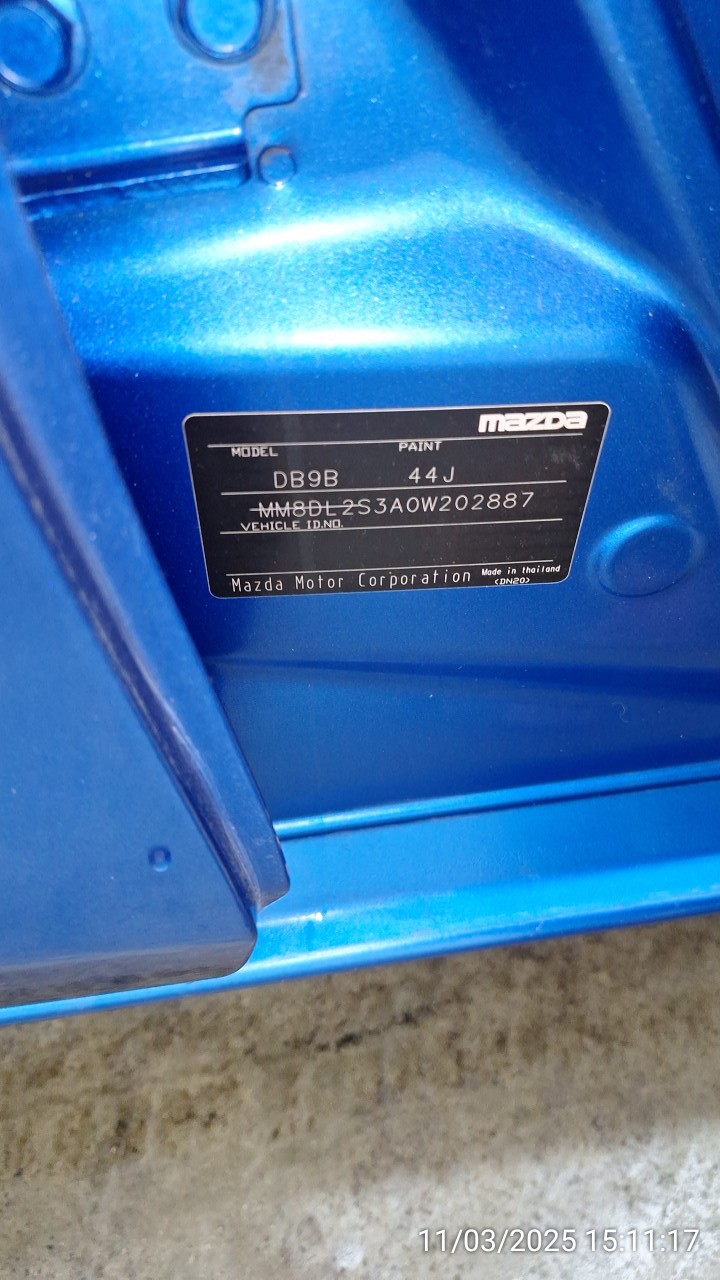 mazda
MODEL PAINT
DB9B 44J
MM8DL2S3A0W202887
VEHICLE ID.NO.
Mazda Motor Corporation Made in thailand
<DN20>
11/03/2025 15:11:17